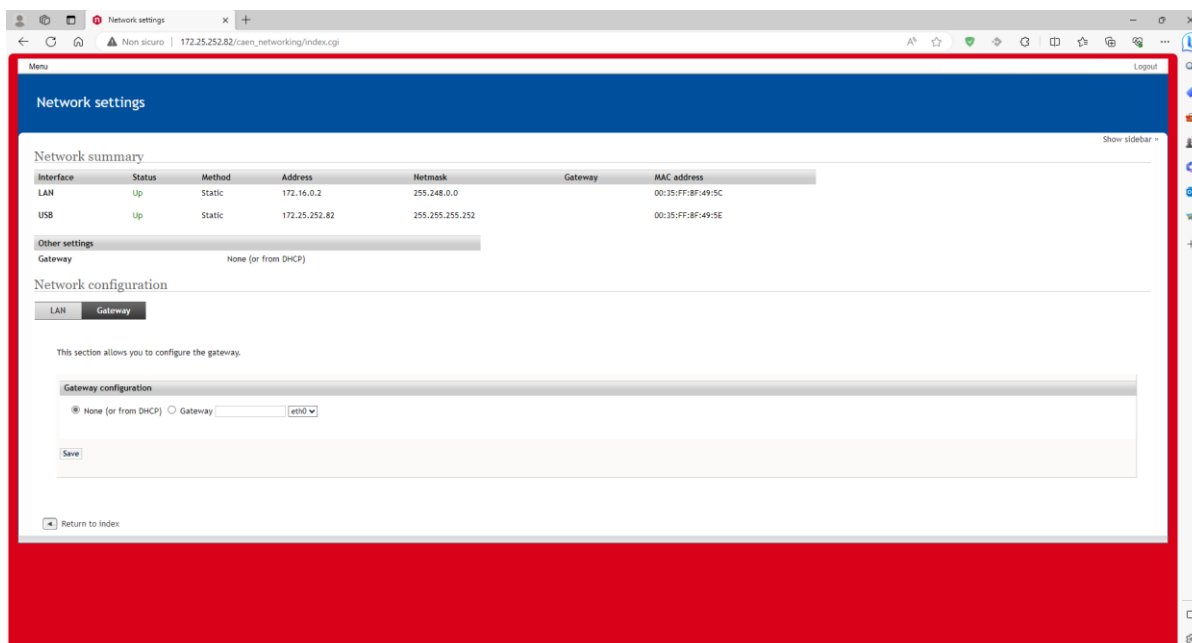 Network settings
Non sicuro | 172.25.252.82/caen_networking/index.cgi
Menu Logout
Network settings
Show sidebar »
Network summary
Interface Status Method Address Netmask Gateway MAC address
LAN Up Static 172.16.0.2 255.248.0.0 00:35:FF:8F:49:5C
USB Up Static 172.25.252.82 255.255.255.252 00:35:FF:8F:49:5E
Other settings
Gateway None (or from DHCP)
Network configuration
LAN Gateway
This section allows you to configure the gateway.
Gateway configuration
None (or from DHCP) Gateway eth0
Save
Return to index